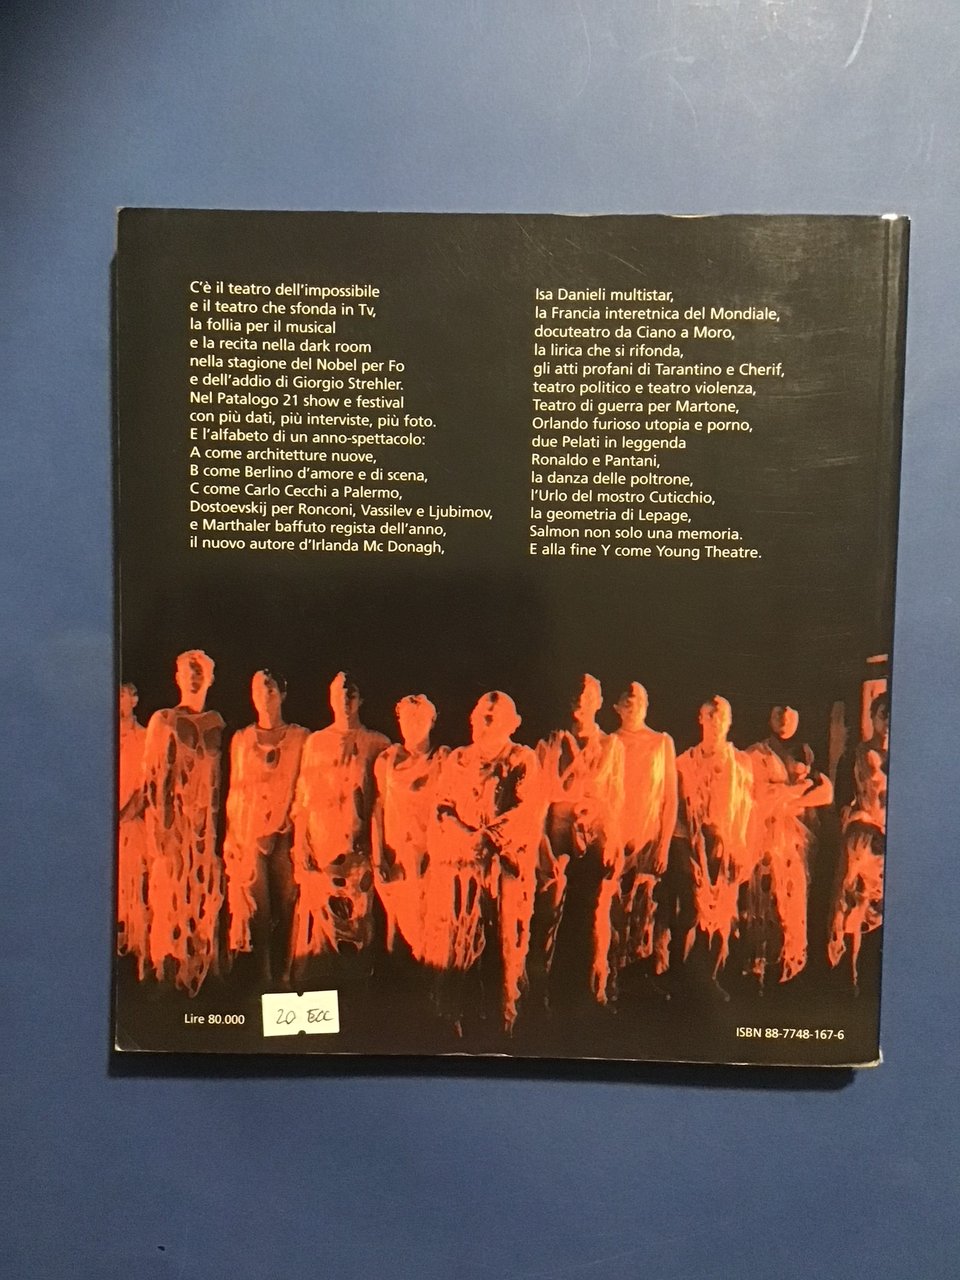 C'è il teatro dell'impossibile
e il teatro che sfonda in Tv,
la follia per il musical
e la recita nella dark room
nella stagione del Nobel per Fo
e dell'addio di Giorgio Strehler.
Nel Patalogo 21 show e festival
con più dati, più interviste, più foto.
E l'alfabeto di un anno-spettacolo:
A come architetture nuove,
B come Berlino d'amore e di scena,
C come Carlo Cecchi a Palermo,
Dostoevskij per Ronconi, Vassilev e Ljubimov,
e Marthaler baffuto regista dell'anno,
il nuovo autore d'Irlanda Mc Donagh,
Isa Danieli multistar,
la Francia interetnica del Mondiale,
docuteatro da Ciano a Moro,
la lirica che si rifonda,
gli atti profani di Tarantino e Cherif,
teatro politico e teatro violenza,
Teatro di guerra per Martone,
Orlando furioso utopia e porno,
due Pelati in leggenda
Ronaldo e Pantani,
la danza delle poltrone,
l'Urlo del mostro Cuticchio,
la geometria di Lepage,
Salmon non solo una memoria.
E alla fine Y come Young Theatre.
Lire 80.000
20 ECC
ISBN 88-7748-167-6